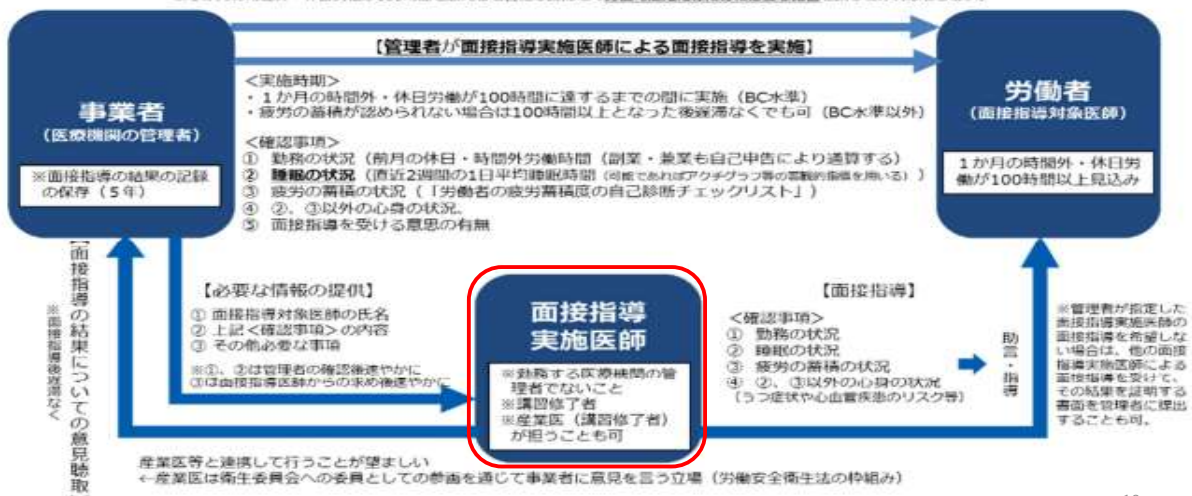 【管理者が面接指導実施医師による面接指導を実施】
事業者
(医療機関の管理者)
※面接指導の結果の記録
の保存(5年)
<実施時期>
・1か月の時間外・休日労働が100時間に達するまでの間に実施(BC水準)
・疲労の蓄積が認められない場合は100時間以上となった後遅滞なくでも可(BC水準以外)
<確認事項>
① 勤務の状況(前月の休日・時間外労働時間(副業・兼業も自己申告により通算する)
② 睡眠の状況(直近2週間の1日平均睡眠時間(可能であればアクチグラフ等の客観的指標を用いる))
③ 疲労の蓄積の状況(「労働者の疲労蓄積度の自己診断チェックリスト」)
④ ②、③以外の心身の状況、
⑤ 面接指導を受ける意思の有無
労働者
(面接指導対象医師)
1か月の時間外・休日労
働が100時間以上見込み
【面接指導の結果についての意見聴取
※面接指導後遅滞なく
【必要な情報の提供】
① 面接指導対象医師の氏名
② 上記<確認事項>の内容
③ その他必要な事項
※①、②は管理者の確認後速やかに
③は面接指導医師からの求め後速やかに
面接指導
実施医師
※勤務する医療機関の管
理者でないこと
※講習修了者
※産業医(講習修了者)
が担うことも可
【面接指導】
<確認事項>
① 勤務の状況
② 睡眠の状況
③ 疲労の蓄積の状況
④ ②、③以外の心身の状況
(うつ症状や心血管疾患のリスク等)
助言・指導
※管理者が指定した
面接指導実施医師の
面接指導を希望しな
い場合は、他の面接
指導実施医師による
面接指導を受けて、
その結果を証明する
書面を管理者に提出
することも可。
産業医等と連携して行うことが望ましい
←産業医は衛生委員会への委員としての参画を通じて事業者に意見を言う立場(労働安全衛生法の枠組み)